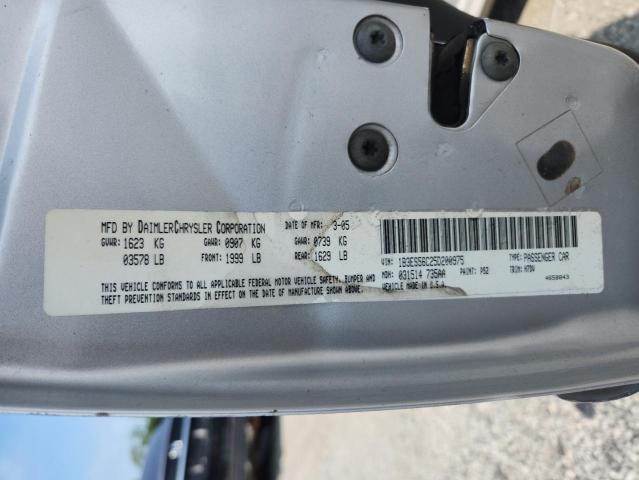 MFD BY DAIMLERCHRYSLER CORPORATION DATE OF MFR: 3-05
GVWR: 1623 KG GAWR: 0907 KG GAWR: 0739 KG
03578 LB FRONT: 1999 LB REAR: 1629 LB
THIS VEHICLE CONFORMS TO ALL APPLICABLE FEDERAL MOTOR VEHICLE SAFETY, BUMPER AND
THEFT PREVENTION STANDARDS IN EFFECT ON THE DATE OF MANUFACTURE SHOWN ABOVE.
VIN: 1B3ES56C25D200975 TYPE: PASSENGER CAR
MDH: 031514 735AA PAINT: PS2 TRIM:
VEHICLE MADE IN U.S.A 4658043